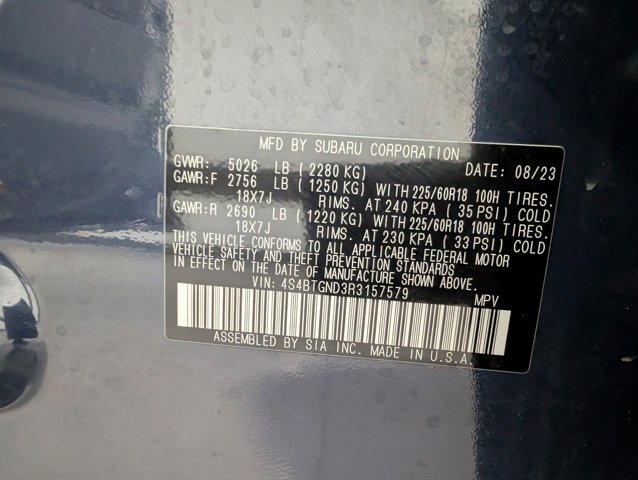 MFD BY SUBARU CORPORATION
GVWR: 5026 LB ( 2280 KG) DATE: 08/23
GAWR:F 2756 LB ( 1250 KG) WITH 225/60R18 100H TIRES.
18X7J RIMS. AT 240 KPA ( 35 PSI) COLD
GAWR:R 2690 LB ( 1220 KG) WITH 225/60R18 100H TIRES.
18X7J RIMS. AT 230 KPA ( 33 PSI) COLD
THIS VEHICLE CONFORMS TO ALL APPLICABLE FEDERAL MOTOR
VEHICLE SAFETY AND THEFT PREVENTION STANDARDS
IN EFFECT ON THE DATE OF MANUFACTURE SHOWN ABOVE.
VIN: 4S4BTGND3R3157579 MPV
ASSEMBLED BY SIA INC. MADE IN U.S.A.